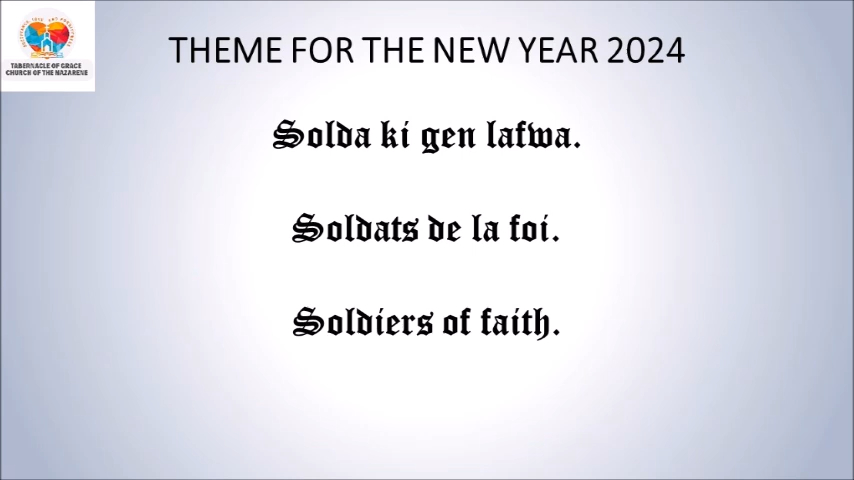 TABERNACLE OF GRACE
CHURCH OF THE NAZARENE
THEME FOR THE NEW YEAR 2024
Solda ki gen lafwa.
Soldats de la foi.
Soldiers of faith.